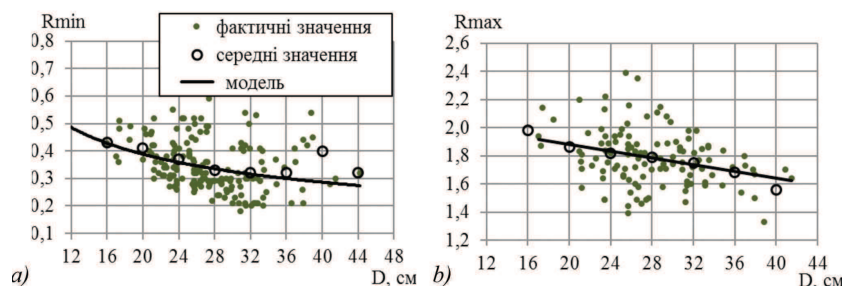 Rmin
фактичні значення
середні значення
модель
0,8
0,7
0,6
0,5
0,4
0,3
0,2
0,1
12 16 20 24 28 32 36 40 44 48
а) D, см
Rmax
2,6
2,4
2,2
2,0
1,8
1,6
1,4
1,2
12 16 20 24 28 32 36 40 44
b) D, см